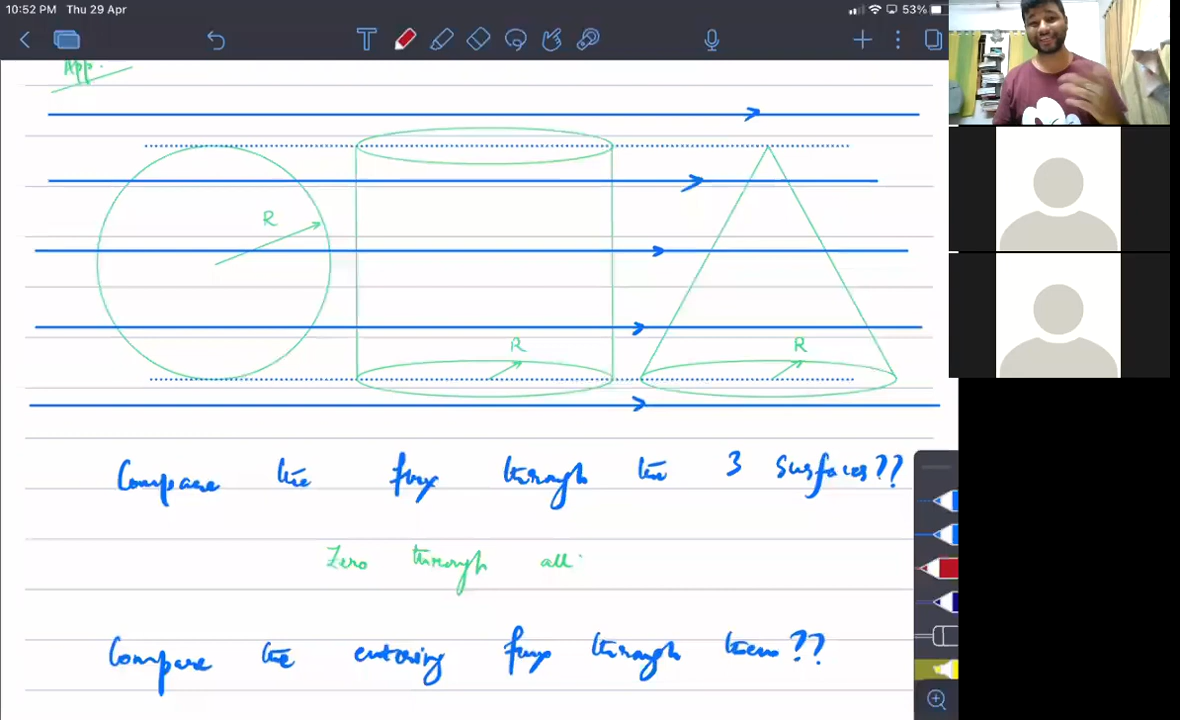 10:52 PM Thu 29 Apr
53%
App.
R
R
R
Compare the flux through the 3 surfaces??
Zero through all.
Compare the entering flux through them??